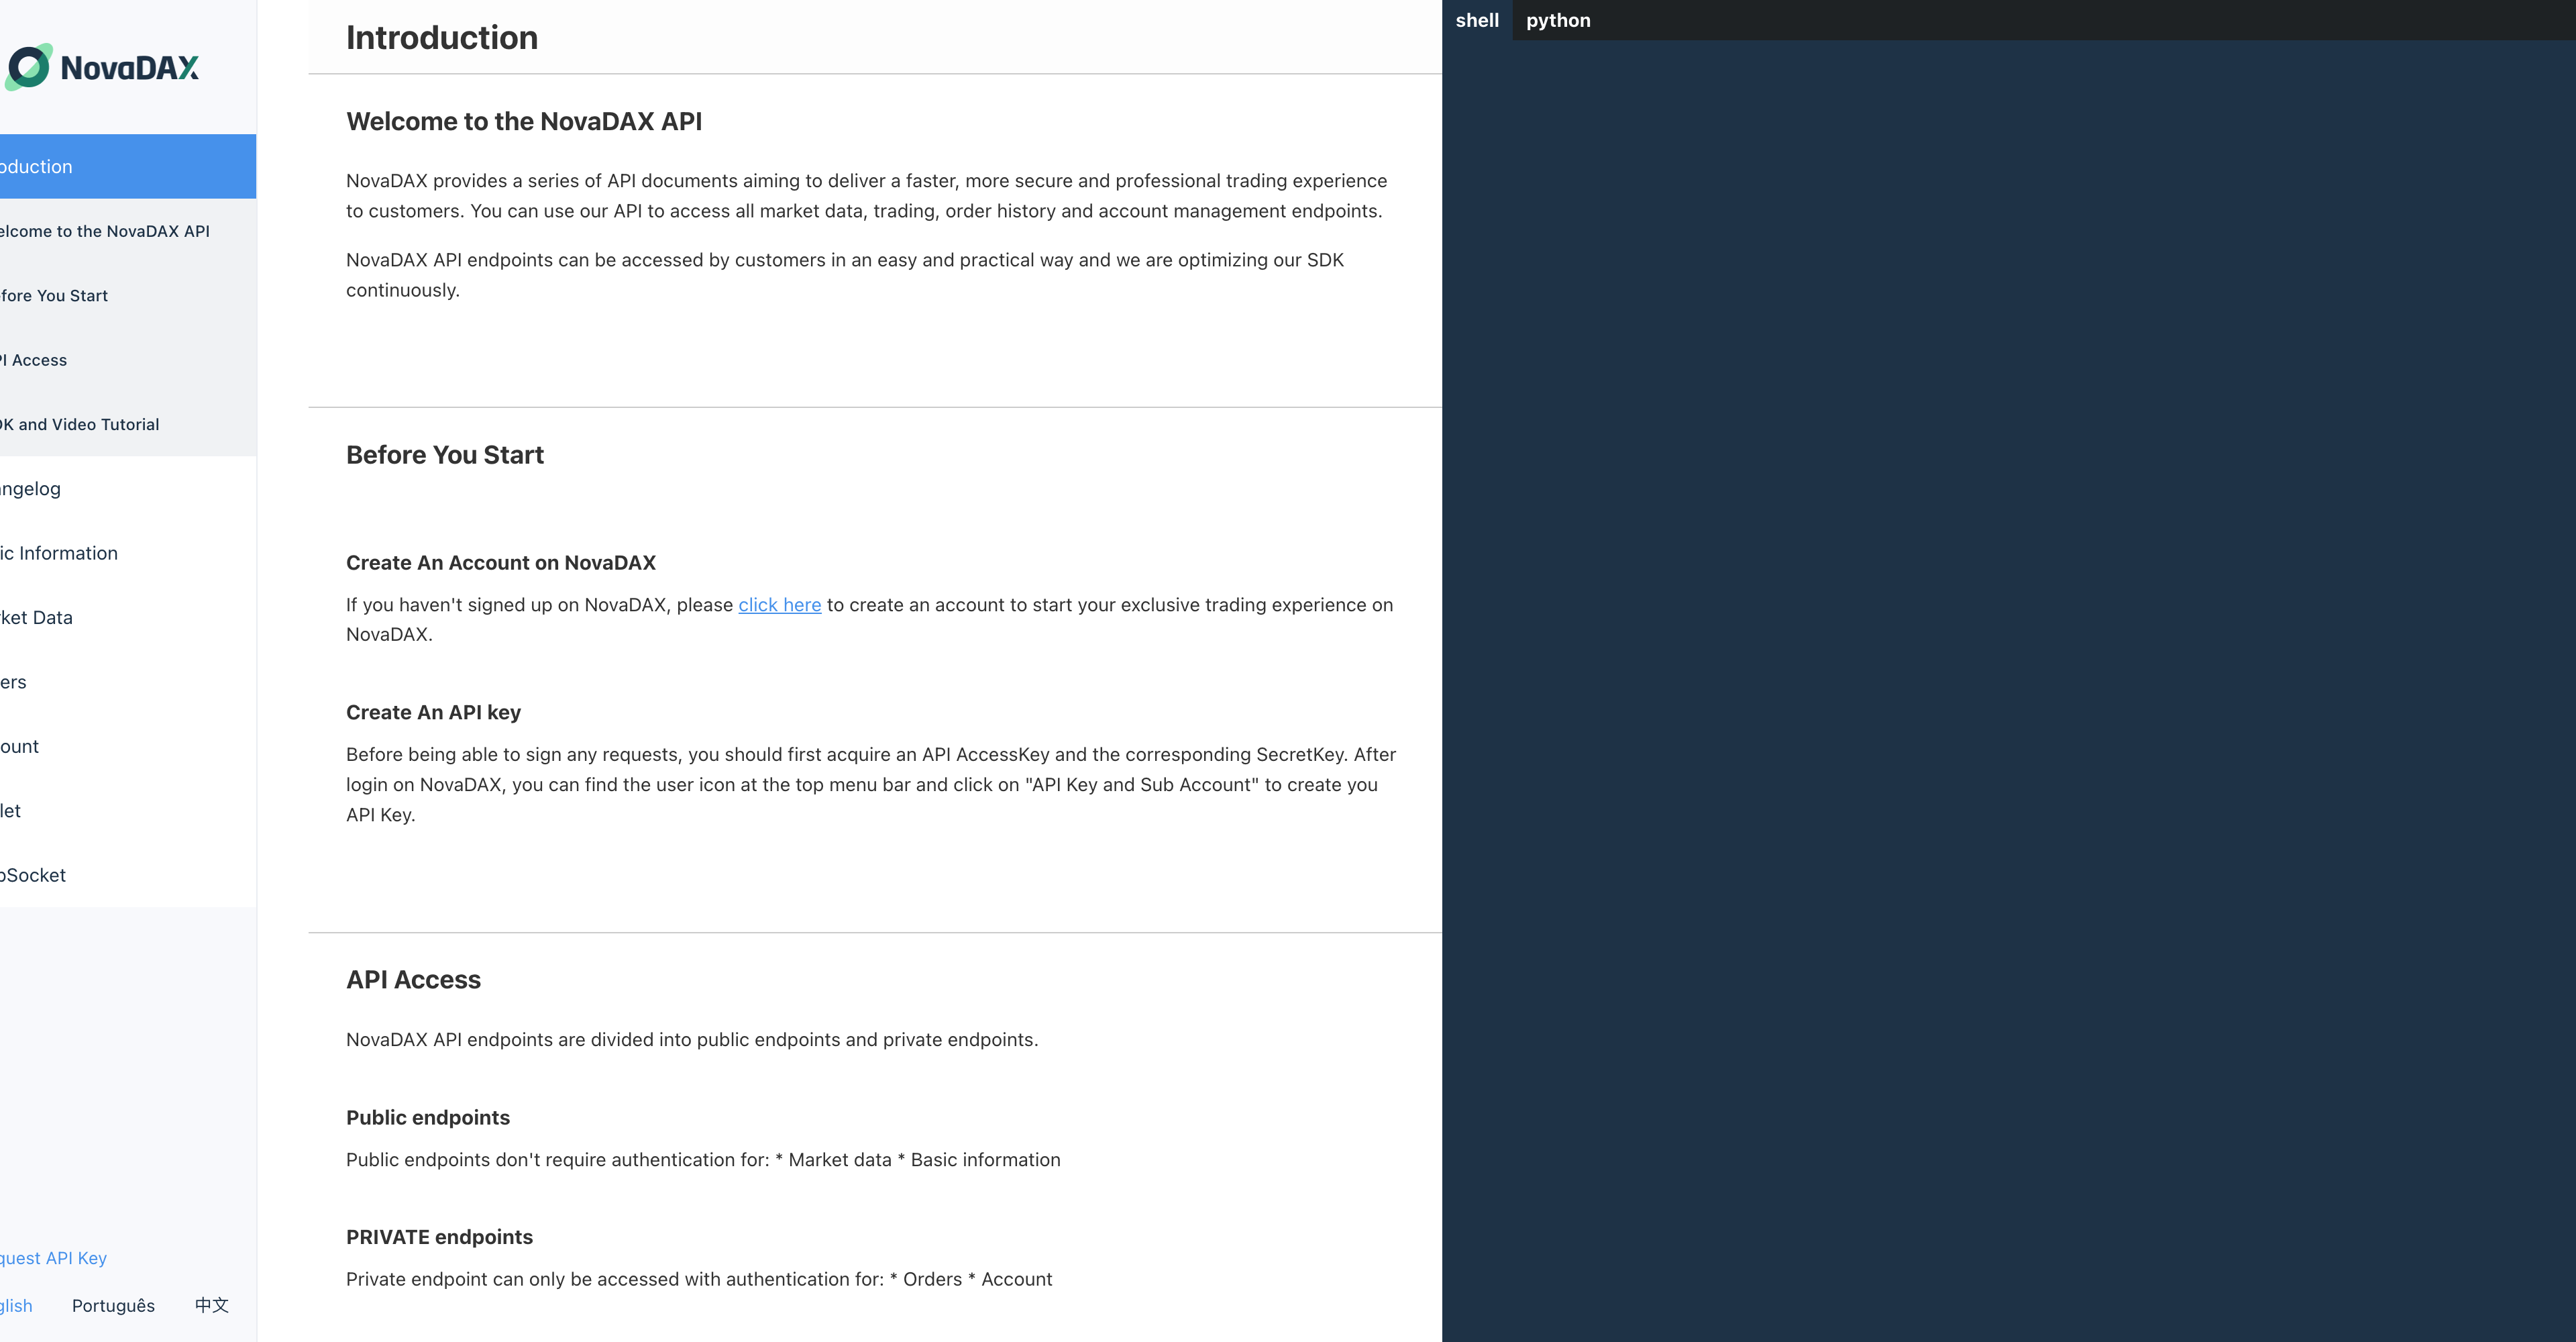 NovaDAX
oduction
elcome to the NovaDAX API
fore You Start
PI Access
OK and Video Tutorial
angelog
ic Information
ket Data
ers
ount
let
bSocket
quest API Key
glish Português 中文
Introduction
Welcome to the NovaDAX API
NovaDAX provides a series of API documents aiming to deliver a faster, more secure and professional trading experience
to customers. You can use our API to access all market data, trading, order history and account management endpoints.
NovaDAX API endpoints can be accessed by customers in an easy and practical way and we are optimizing our SDK
continuously.
Before You Start
Create An Account on NovaDAX
If you haven't signed up on NovaDAX, please click here to create an account to start your exclusive trading experience on
NovaDAX.
Create An API key
Before being able to sign any requests, you should first acquire an API AccessKey and the corresponding SecretKey. After
login on NovaDAX, you can find the user icon at the top menu bar and click on "API Key and Sub Account" to create you
API Key.
API Access
NovaDAX API endpoints are divided into public endpoints and private endpoints.
Public endpoints
Public endpoints don't require authentication for: * Market data * Basic information
PRIVATE endpoints
Private endpoint can only be accessed with authentication for: * Orders * Account
shell python